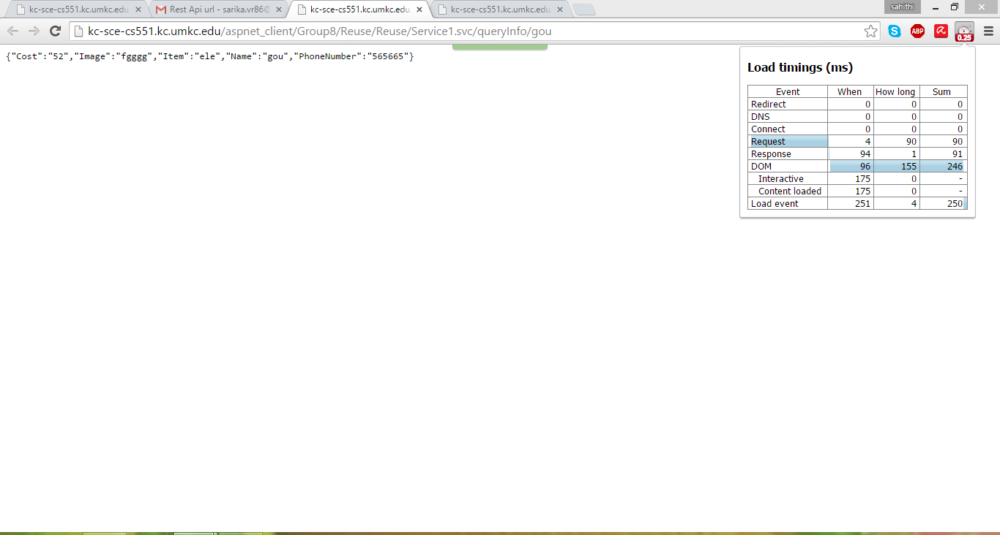 kc-sce-cs551.kc.umkc.edu
Rest Api url - sarika.vr86@
kc-sce-cs551.kc.umkc.edu
kc-sce-cs551.kc.umkc.edu
sahithi
kc-sce-cs551.kc.umkc.edu/aspnet_client/Group8/Reuse/Reuse/Service1.svc/queryInfo/gou
ABP
0.25
{"Cost":"52","Image":"fgggg","Item":"ele","Name":"gou","PhoneNumber":"565665"}
Load timings (ms)
Event When How long Sum
Redirect 0 0 0
DNS 0 0 0
Connect 0 0 0
Request 4 90 90
Response 94 1 91
DOM 96 155 246
Interactive 175 0 -
Content loaded 175 0 -
Load event 251 4 250